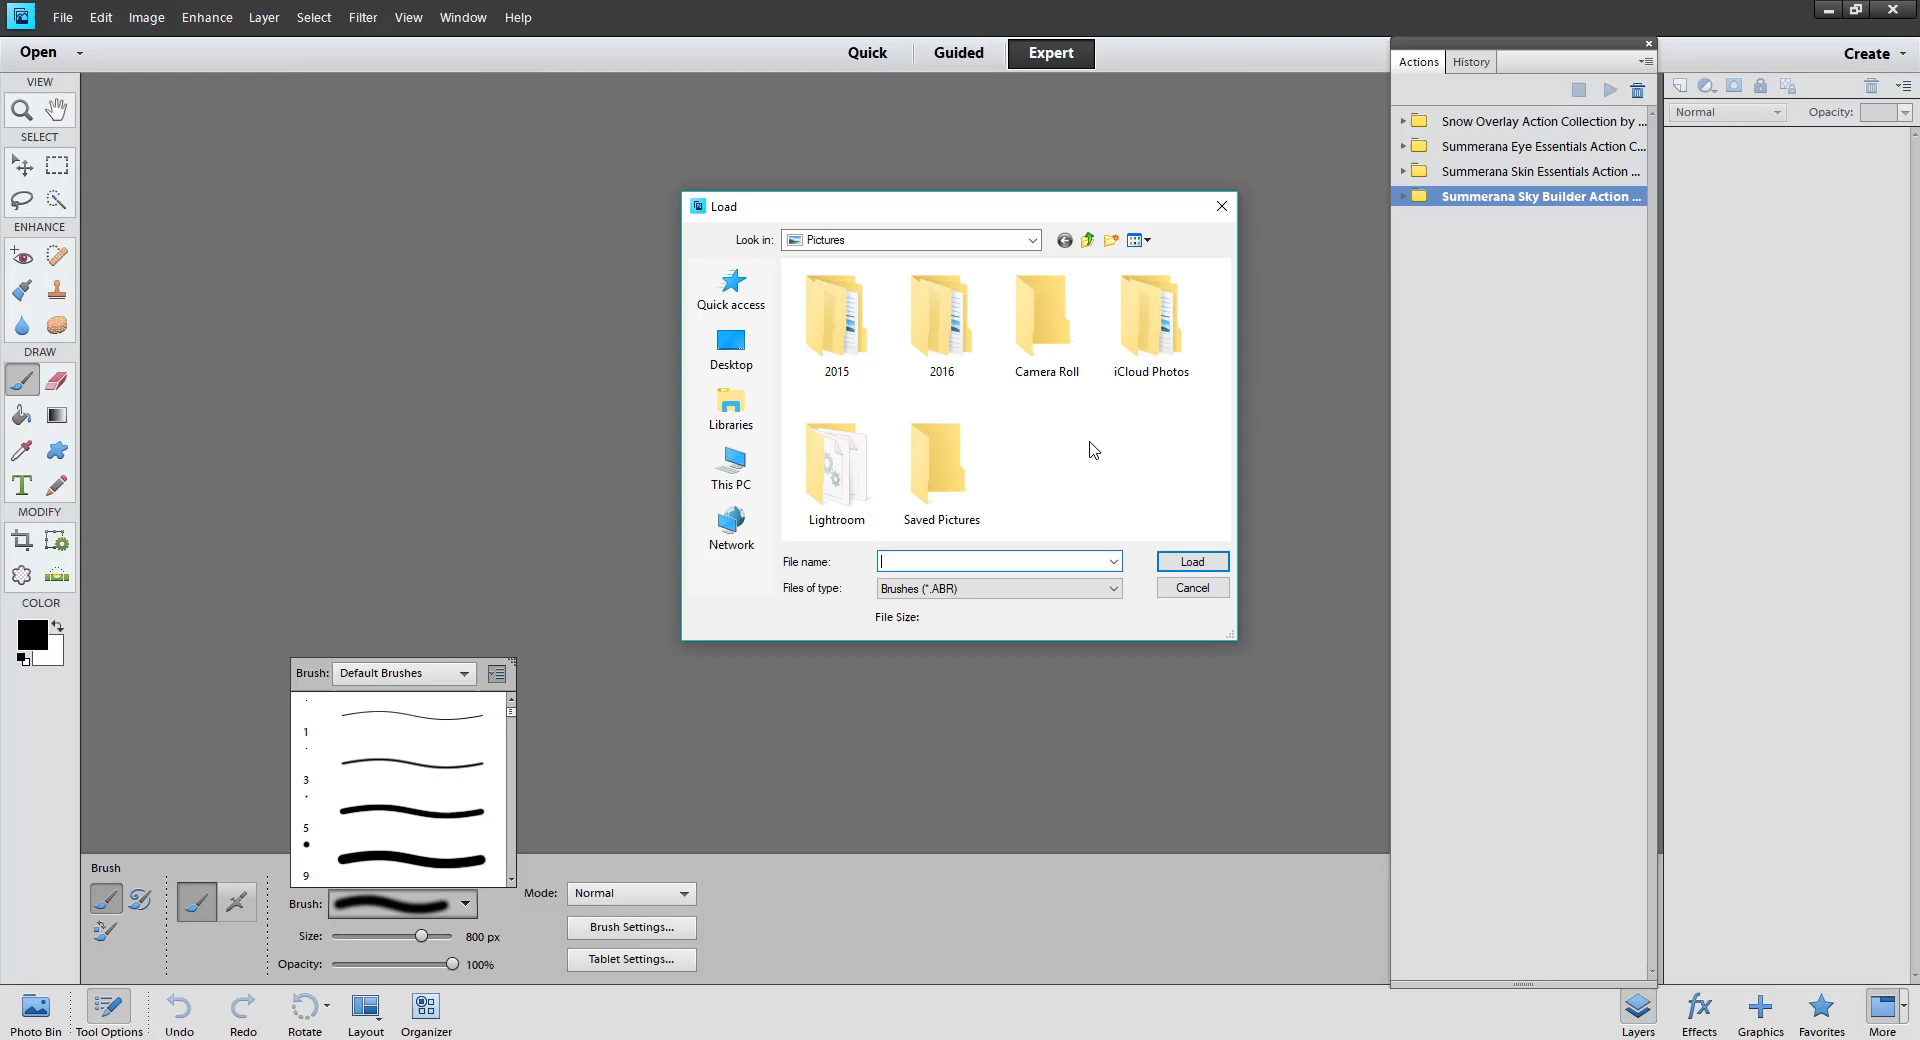 File Edit Image Enhance Layer Select Filter View Window Help
Open Quick Guided Expert Create
VIEW
SELECT
ENHANCE
DRAW
T
MODIFY
COLOR
Actions History
Snow Overlay Action Collection by ...
Summerana Eye Essentials Action C...
Summerana Skin Essentials Action ...
Summerana Sky Builder Action ...
Normal Opacity:
Load
Look in: Pictures
Quick access
Desktop
Libraries
This PC
Network
2015 2016 Camera Roll iCloud Photos
Lightroom Saved Pictures
File name: Load
Files of type: Brushes (*.ABR) Cancel
File Size:
Brush: Default Brushes
1
3
5
9
Brush
Brush:
Size: 800 px
Opacity: 100%
Mode: Normal
Brush Settings...
Tablet Settings...
Photo Bin Tool Options Undo Redo Rotate Layout Organizer
fx
Layers Effects Graphics Favorites More